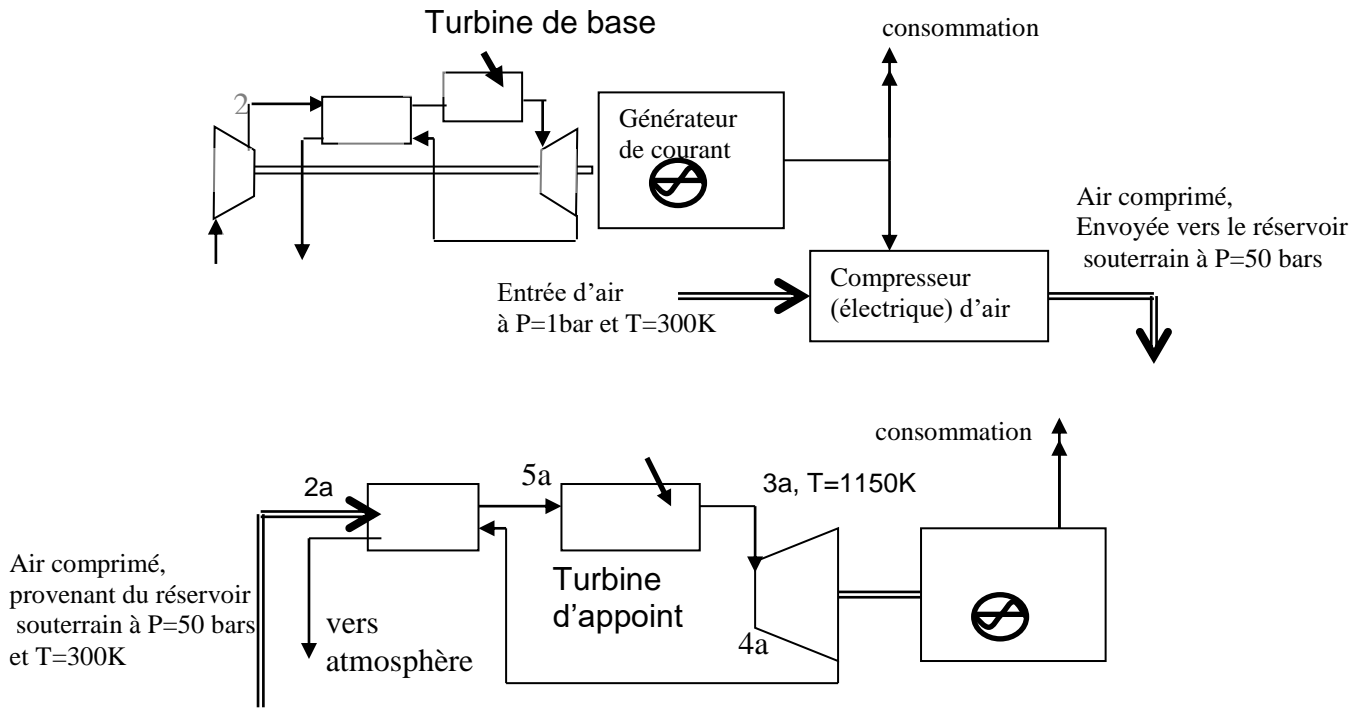 Turbine de base
consommation
2
Générateur
de courant
Air comprimé,
Envoyée vers le réservoir
souterrain à P=50 bars
Entrée d’air
à P=1bar et T=300K
Compresseur
(électrique) d’air
consommation
2a
5a
3a, T=1150K
Air comprimé,
provenant du réservoir
souterrain à P=50 bars
et T=300K
Turbine
d’appoint
vers
atmosphère
4a